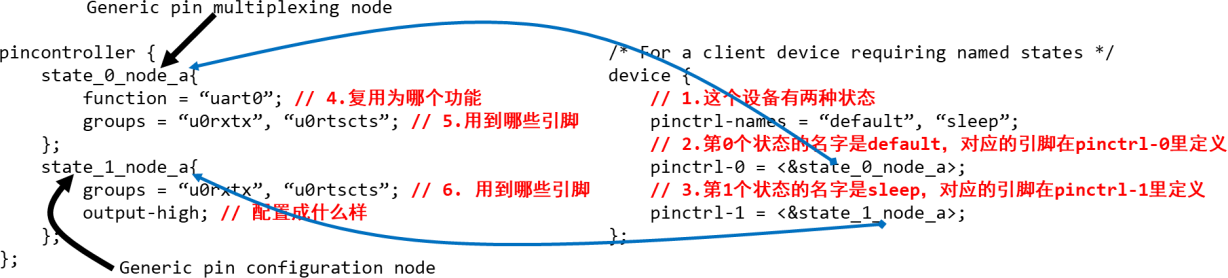 Generic pin multiplexing node
pincontroller {
state_0_node_a{
function = “uart0”; // 4.复用为哪个功能
groups = “u0rxtx”, “u0rtscts”; // 5.用到哪些引脚
};
state_1_node_a{
groups = “u0rxtx”, “u0rtscts”; // 6. 用到哪些引脚
output-high; // 配置成什么样
};
};
Generic pin configuration node
/* For a client device requiring named states */
device {
// 1.这个设备有两种状态
pinctrl-names = “default”, “sleep”;
// 2.第0个状态的名字是default，对应的引脚在pinctrl-0里定义
pinctrl-0 = <&state_0_node_a>;
// 3.第1个状态的名字是sleep，对应的引脚在pinctrl-1里定义
pinctrl-1 = <&state_1_node_a>;
};